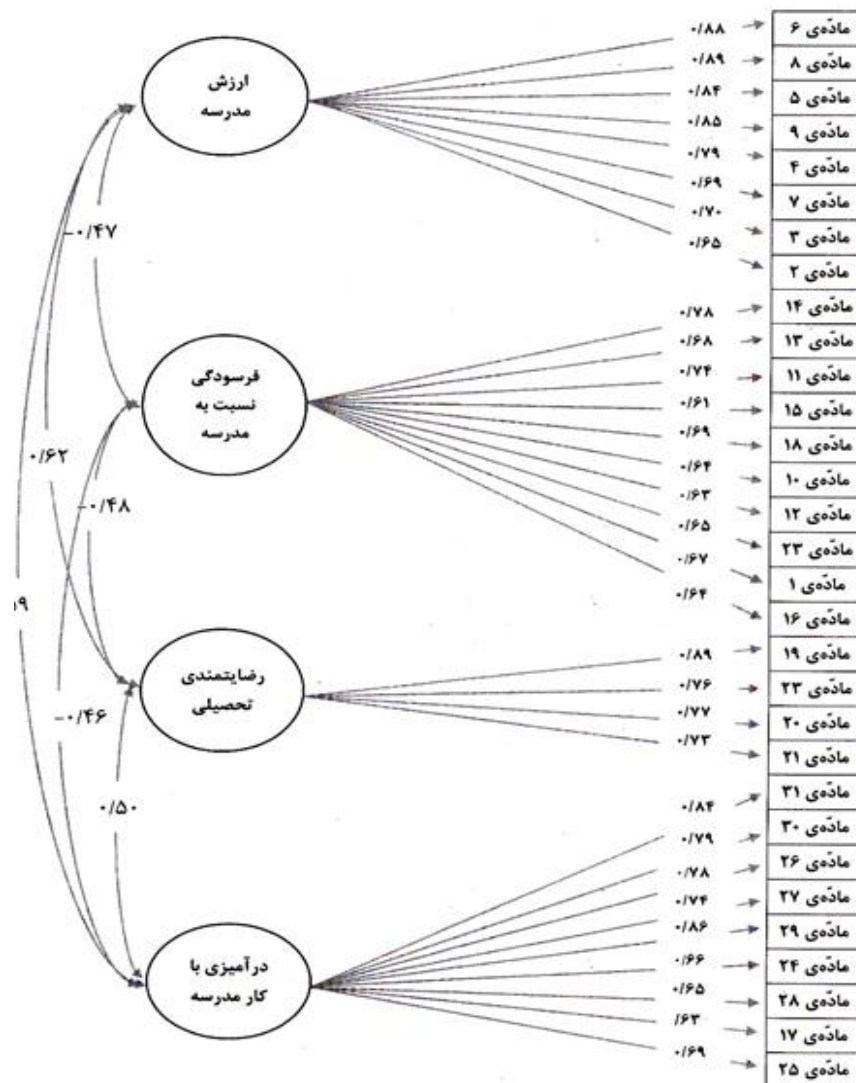 ارزش
مدرسه
۰/۸۸
مادّه‌ی ۶
۰/۸۹
مادّه‌ی ۸
۰/۸۴
مادّه‌ی ۵
۰/۸۵
مادّه‌ی ۹
۰/۷۹
مادّه‌ی ۴
۰/۶۹
مادّه‌ی ۷
۰/۷۰
مادّه‌ی ۳
۰/۶۵
مادّه‌ی ۲
فرسودگی
نسبت به
مدرسه
۰/۷۸
مادّه‌ی ۱۴
۰/۶۸
مادّه‌ی ۱۳
۰/۷۴
مادّه‌ی ۱۱
۰/۶۱
مادّه‌ی ۱۵
۰/۶۹
مادّه‌ی ۱۸
۰/۶۴
مادّه‌ی ۱۰
۰/۶۳
مادّه‌ی ۱۲
۰/۶۵
مادّه‌ی ۲۳
۰/۶۷
مادّه‌ی ۱
۰/۶۴
مادّه‌ی ۱۶
رضایتمندی
تحصیلی
۰/۸۹
مادّه‌ی ۱۹
۰/۷۶
مادّه‌ی ۲۳
۰/۷۷
مادّه‌ی ۲۰
۰/۷۳
مادّه‌ی ۲۱
درآمیزی با
کار مدرسه
۰/۸۴
مادّه‌ی ۳۱
۰/۷۹
مادّه‌ی ۳۰
۰/۷۸
مادّه‌ی ۲۶
۰/۷۴
مادّه‌ی ۲۷
۰/۸۶
مادّه‌ی ۲۹
۰/۶۶
مادّه‌ی ۲۴
۰/۶۵
مادّه‌ی ۲۸
۰/۶۳
مادّه‌ی ۱۷
۰/۶۹
مادّه‌ی ۲۵
-۰/۴۷
۰/۶۲
-۰/۴۸
-۰/۴۶
۰/۵۰